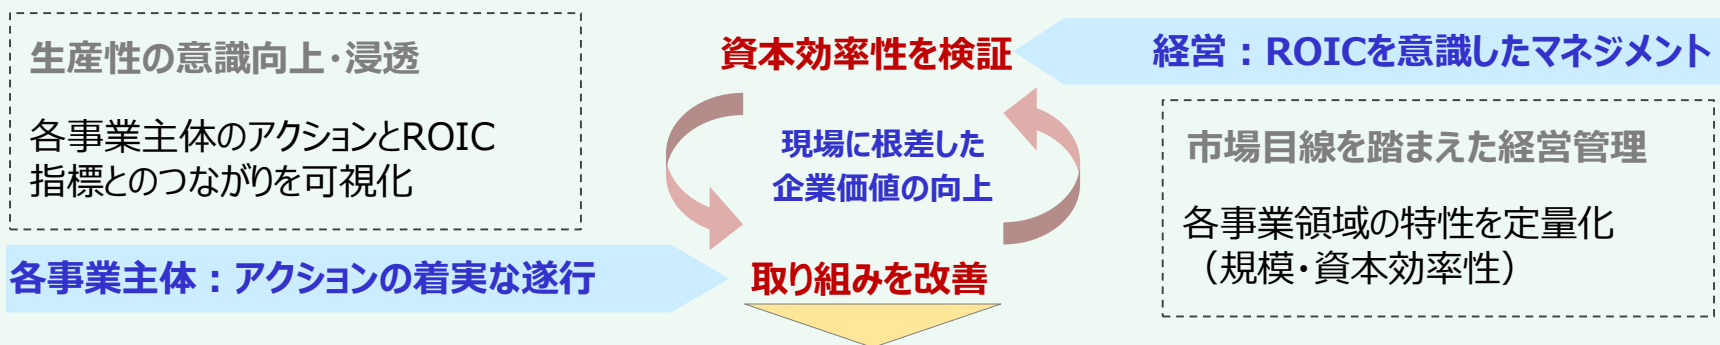 生産性の意識向上・浸透
各事業主体のアクションとROIC
指標とのつながりを可視化
各事業主体：アクションの着実な遂行
資本効率性を検証
現場に根差した
企業価値の向上
取り組みを改善
経営：ROICを意識したマネジメント
市場目線を踏まえた経営管理
各事業領域の特性を定量化
（規模・資本効率性）